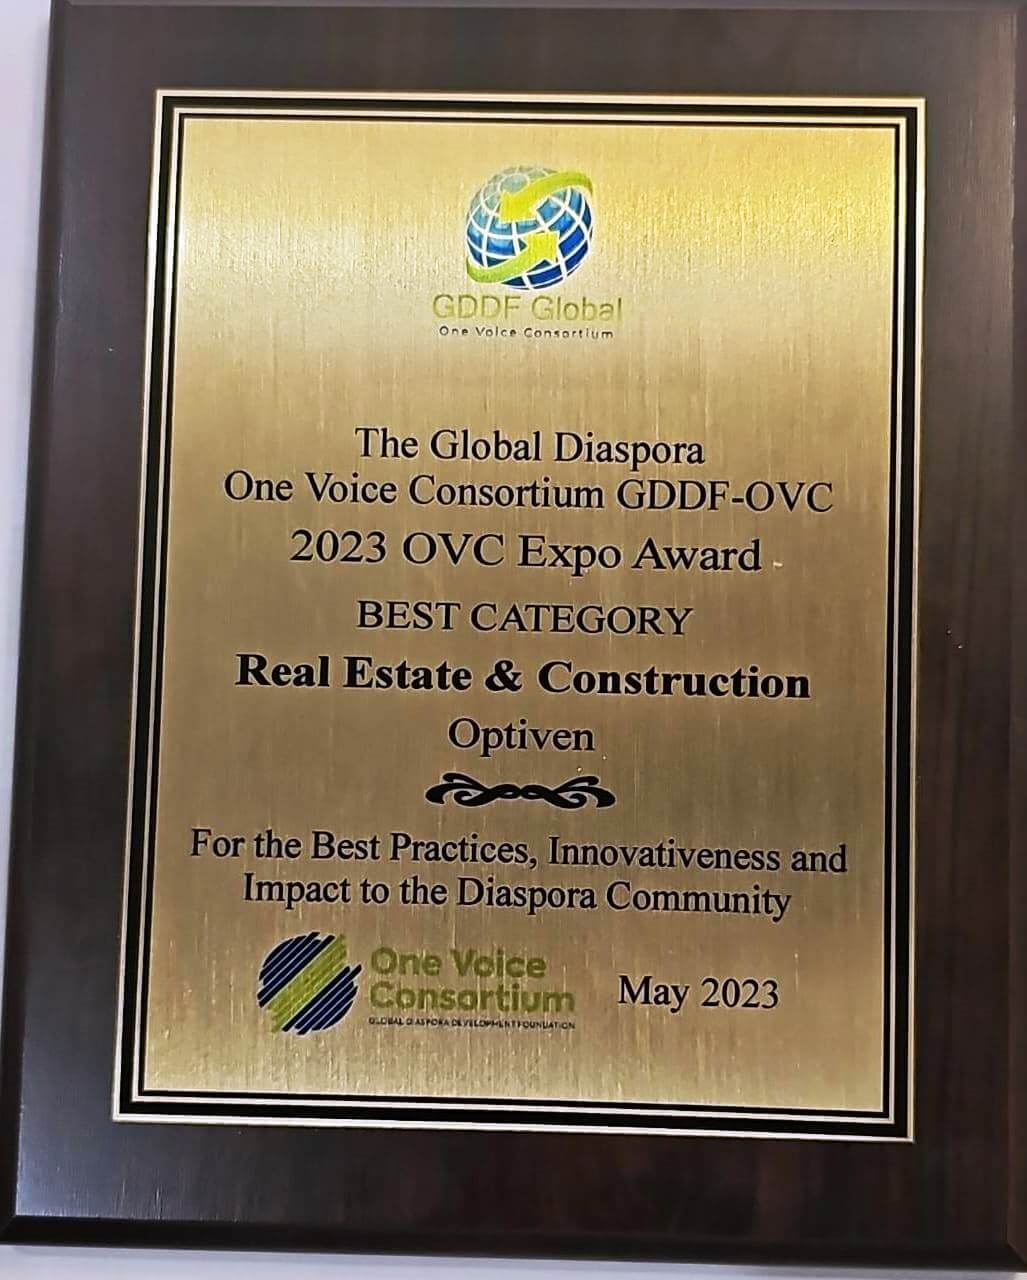 GDDF Global
One Voice Consortium
The Global Diaspora
One Voice Consortium GDDF-OVC
2023 OVC Expo Award
BEST CATEGORY
Real Estate & Construction
Optiven
For the Best Practices, Innovativeness and
Impact to the Diaspora Community
One Voice
Consortium
GLOBAL DIASPORA DEVELOPMENT FOUNDATION
May 2023